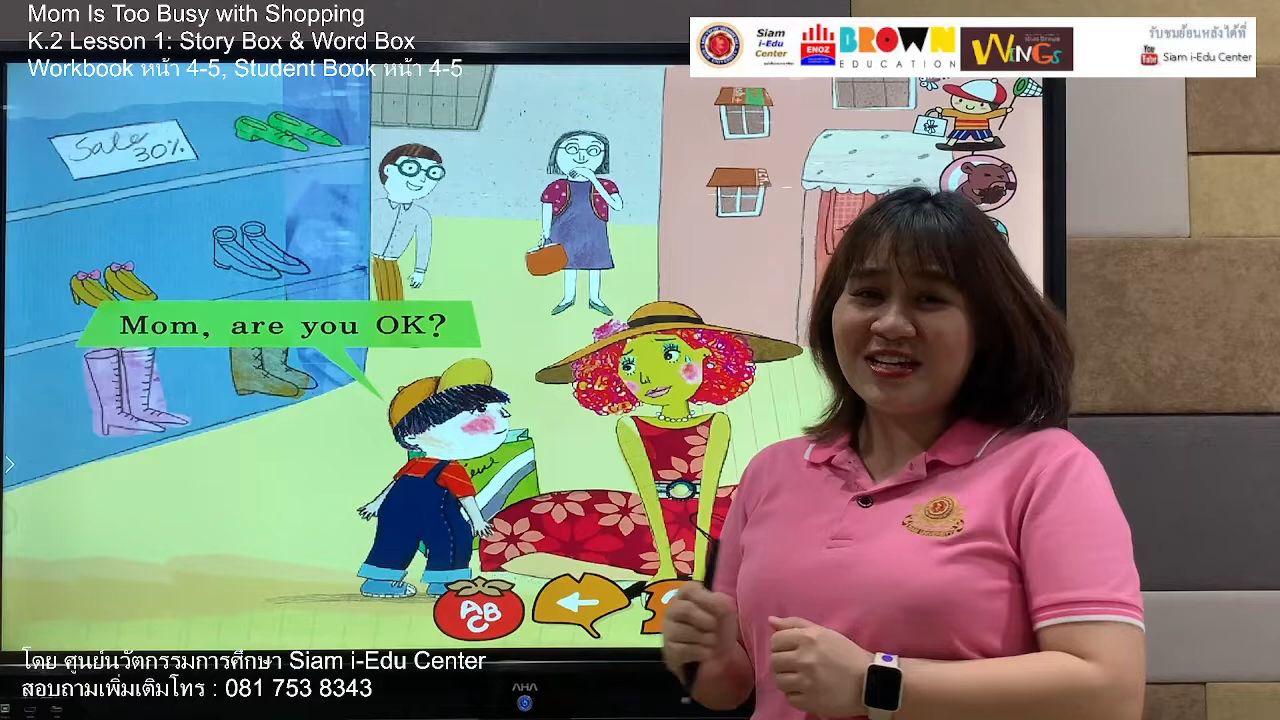 Mom Is Too Busy with Shopping
K.2 Lesson 1: Story Box & Word Box
Workbook หน้า 4-5, Student Book หน้า 4-5
Siam
i-Edu
Center
ENOZ
BROWN
EDUCATION
WINGS
รับชมย้อนหลังได้ที่
You
Tube
Siam i-Edu Center
Sale
30%
Mom, are you OK?
ABC
โดย ศูนย์นวัตกรรมการศึกษา Siam i-Edu Center
สอบถามเพิ่มเติมโทร : 081 753 8343
AHA